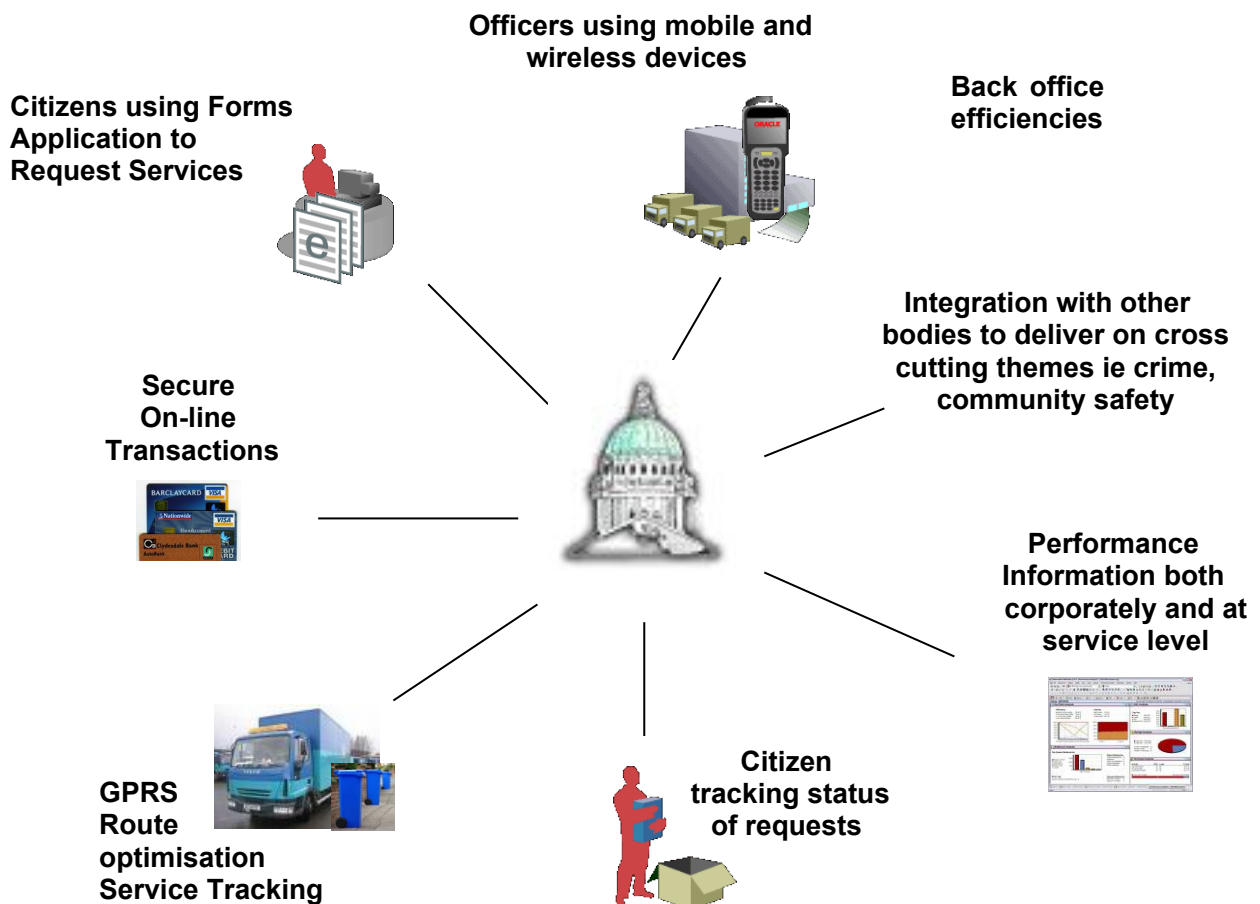 Officers using mobile and
wireless devices
Back office
efficiencies
Citizens using Forms
Application to
Request Services
ORACLE
e
Integration with other
bodies to deliver on cross
cutting themes ie crime,
community safety
Secure
On-line
Transactions
BARCLAYCARD
VISA
Nationwide
VISA
Clydesdale Bank
Performance
Information both
corporately and at
service level
Citizen
tracking status
of requests
GPRS
Route
optimisation
Service Tracking